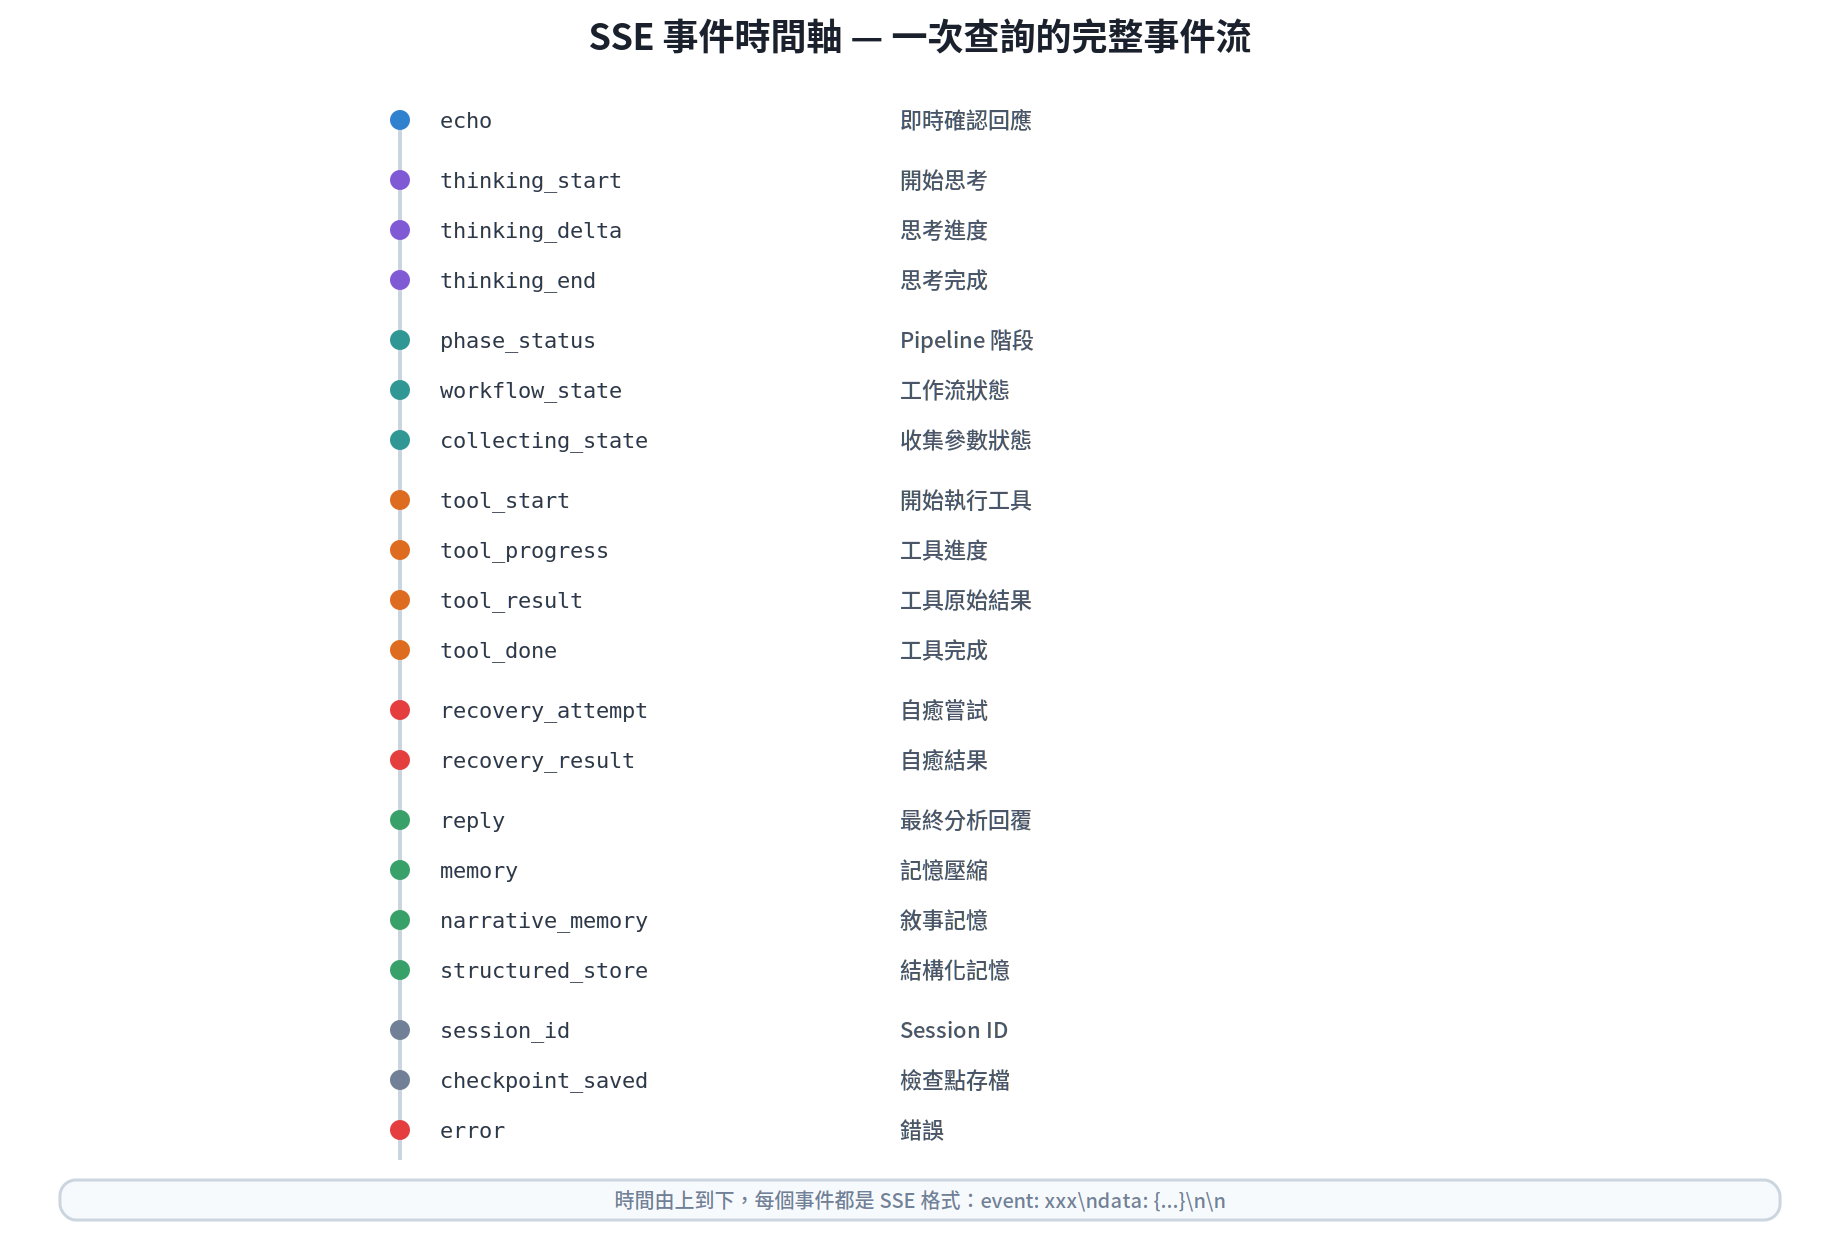 SSE 事件時間軸 — 一次查詢的完整事件流
echo 即時確認回應
thinking_start 開始思考
thinking_delta 思考進度
thinking_end 思考完成
phase_status Pipeline 階段
workflow_state 工作流狀態
collecting_state 收集參數狀態
tool_start 開始執行工具
tool_progress 工具進度
tool_result 工具原始結果
tool_done 工具完成
recovery_attempt 自癒嘗試
recovery_result 自癒結果
reply 最終分析回覆
memory 記憶壓縮
narrative_memory 敘事記憶
structured_store 結構化記憶
session_id Session ID
checkpoint_saved 檢查點存檔
error 錯誤
時間由上到下，每個事件都是 SSE 格式：event: xxx\ndata: {...}\n\n